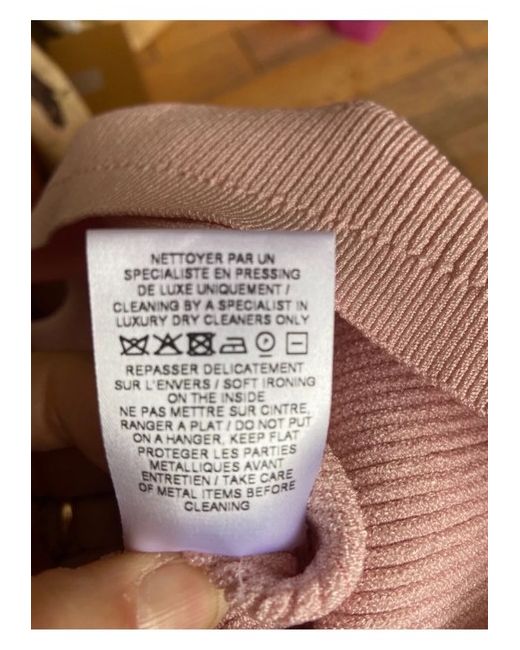 NETTOYER PAR UN
SPECIALISTE EN PRESSING
DE LUXE UNIQUEMENT /
CLEANING BY A SPECIALIST IN
LUXURY DRY CLEANERS ONLY
REPASSER DELICATEMENT
SUR L'ENVERS / SOFT IRONING
ON THE INSIDE
NE PAS METTRE SUR CINTRE,
RANGER A PLAT / DO NOT PUT
ON A HANGER, KEEP FLAT
PROTEGER LES PARTIES
METALLIQUES AVANT
ENTRETIEN / TAKE CARE
OF METAL ITEMS BEFORE
CLEANING